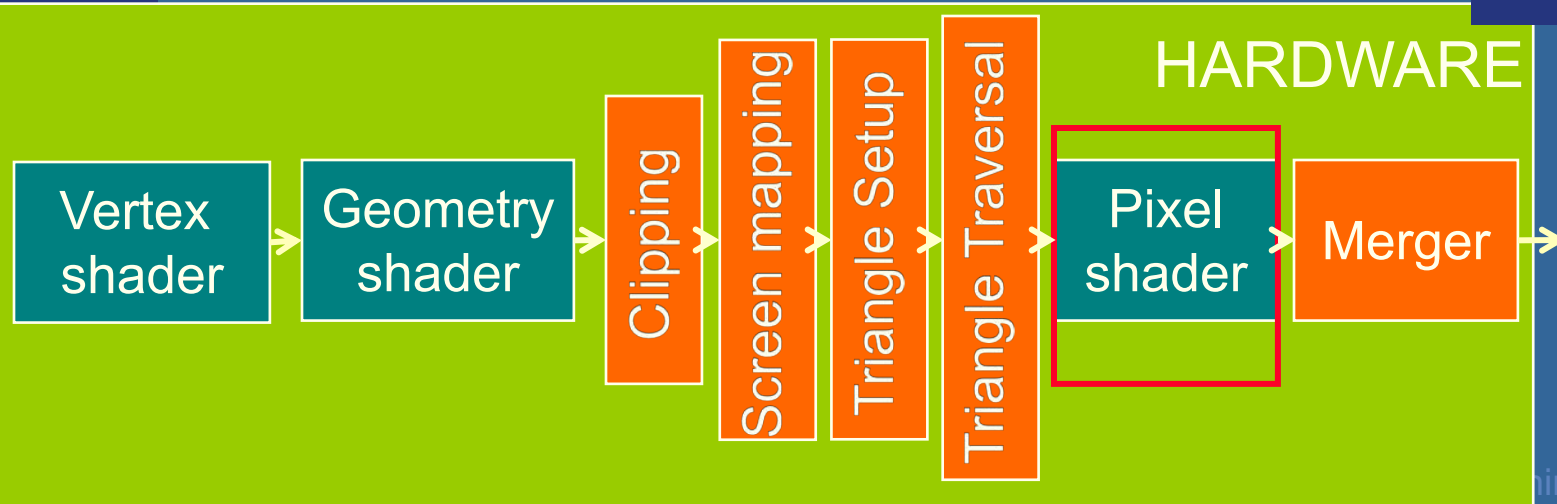 HARDWARE
Vertex
shader
Geometry
shader
Clipping
Screen mapping
Triangle Setup
Triangle Traversal
Pixel
shader
Merger